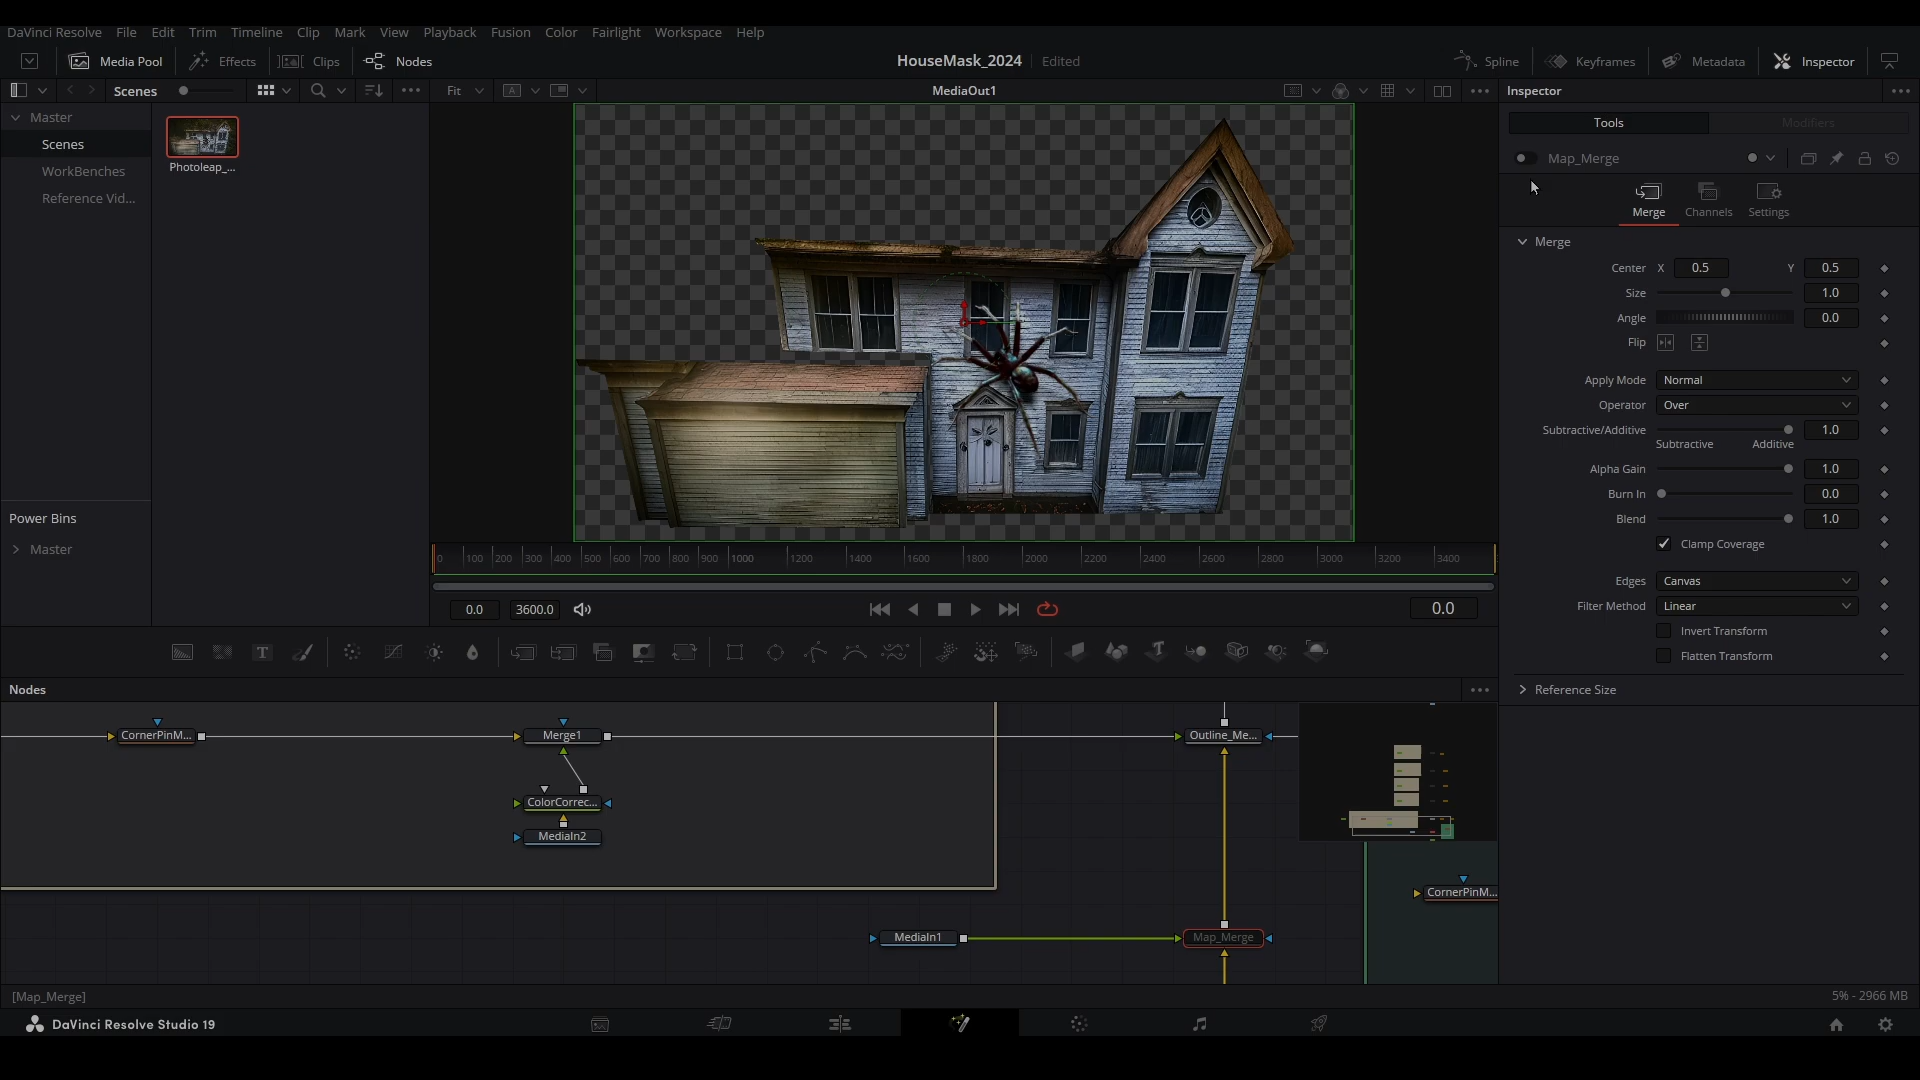 DaVinci Resolve File Edit Trim Timeline Clip Mark View Playback Fusion Color Fairlight Workspace Help
Media Pool Effects Clips Nodes HouseMask_2024 Edited Spline Keyframes Metadata Inspector
Scenes Fit A MediaOut1 Inspector
Master
Scenes
WorkBenches
Reference Vid...
Photoleap_...
Power Bins
Master
Tools Modifiers
Map_Merge
Merge Channels Settings
Merge
Center X 0.5 Y 0.5
Size 1.0
Angle 0.0
Flip
Apply Mode Normal
Operator Over
Subtractive/Additive 1.0
Subtractive Additive
Alpha Gain 1.0
Burn In 0.0
Blend 1.0
Clamp Coverage
Edges Canvas
Filter Method Linear
Invert Transform
Flatten Transform
Reference Size
0 100 200 300 400 500 600 700 800 900 1000 1200 1400 1600 1800 2000 2200 2400 2600 2800 3000 3200 3400
0.0 3600.0 0.0
T T
Nodes
CornerPinM... Merge1 Outline_Me...
ColorCorrec...
MediaIn2
CornerPinM...
MediaIn1 Map_Merge
[Map_Merge] 5% - 2966 MB
DaVinci Resolve Studio 19